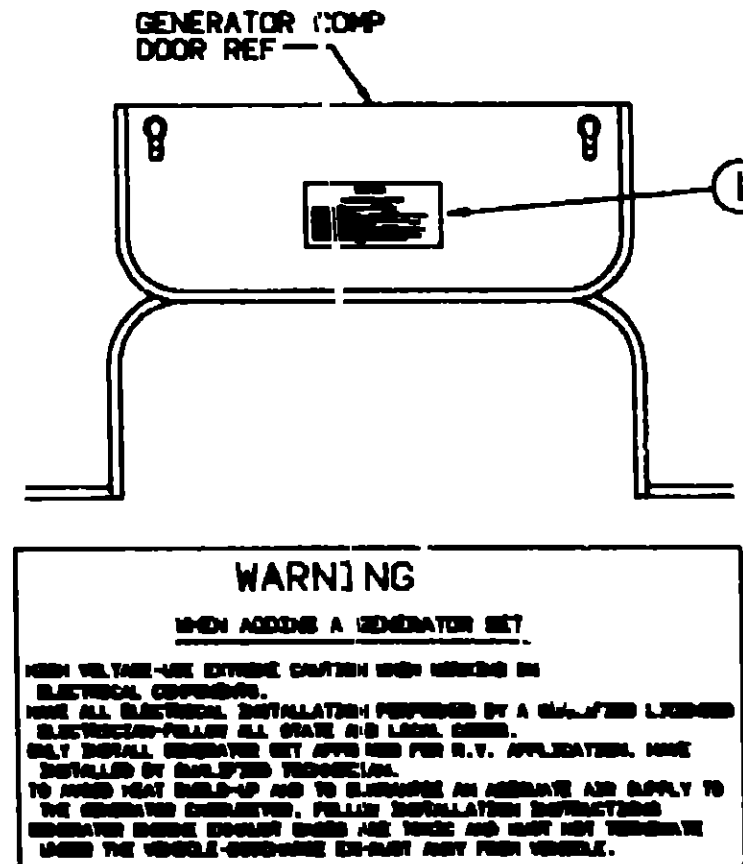 GENERATOR COMP
DOOR REF
WARNING
WHEN ADDING A GENERATOR SET
HIGH VOLTAGE-USE EXTREME CAUTION WHEN WORKING ON
ELECTRICAL COMPONENTS.
HAVE ALL ELECTRICAL INSTALLATION PERFORMED BY A QUALIFIED LICENSED
ELECTRICIAN-FOLLOW ALL STATE AND LOCAL CODES.
ONLY INSTALL GENERATOR SET APPROVED FOR R.V. APPLICATION. HAVE
INSTALLED BY QUALIFIED TECHNICIAN.
TO AVOID HEAT BUILD-UP AND TO GUARANTEE AN ADEQUATE AIR SUPPLY TO
THE GENERATOR, FOLLOW INSTALLATION INSTRUCTIONS
GENERATOR ENGINE EXHAUST GASES ARE TOXIC AND MUST NOT TERMINATE
UNDER THE VEHICLE-DISCHARGE EXHAUST AWAY FROM VEHICLE.